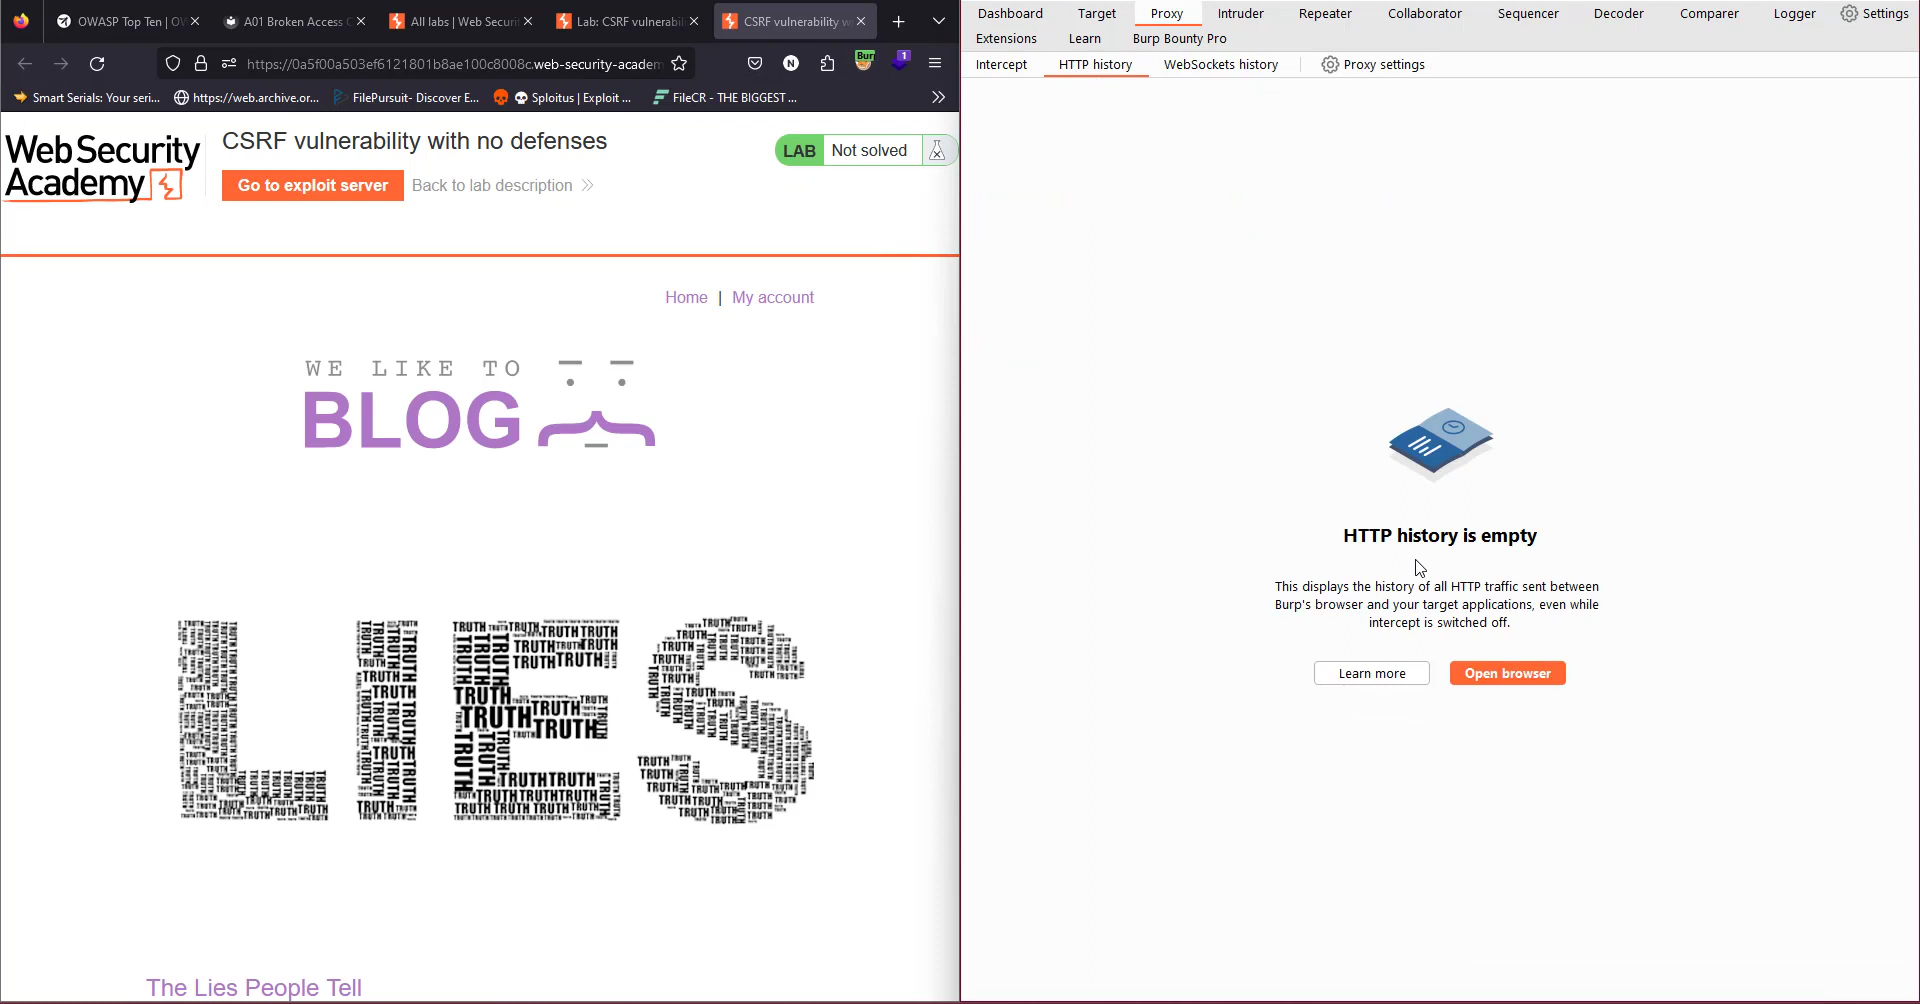 OWASP Top Ten | OW
A01 Broken Access C
All labs | Web Securi
Lab: CSRF vulnerabil
CSRF vulnerability w
https://0a5f00a503ef6121801b8ae100c8008c.web-security-academ
N
Bur
1
Smart Serials: Your seri...
https://web.archive.or...
FilePursuit- Discover E...
Sploitus | Exploit ...
FileCR - THE BIGGEST ...
Web Security
Academy
CSRF vulnerability with no defenses
Go to exploit server
Back to lab description
LAB
Not solved
Home | My account
WE LIKE TO
BLOG
LIES
TRUTH
The Lies People Tell
Dashboard
Target
Proxy
Intruder
Repeater
Collaborator
Sequencer
Decoder
Comparer
Logger
Settings
Extensions
Learn
Burp Bounty Pro
Intercept
HTTP history
WebSockets history
Proxy settings
HTTP history is empty
This displays the history of all HTTP traffic sent between
Burp's browser and your target applications, even while
intercept is switched off.
Learn more
Open browser